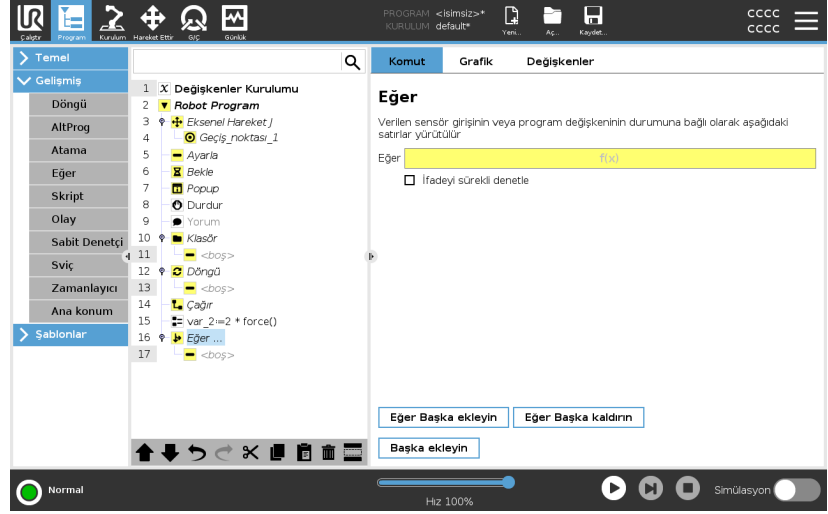 UR
PROGRAM <isimsiz>*
KURULUM default*
cccc
cccc
Çalıştır Program Kurulum Hareket Ettir G/Ç Günlük
Yeni... Aç... Kaydet...
Temel
Gelişmiş
Döngü
AltProg
Atama
Eğer
Skript
Olay
Sabit Denetçi
Sviç
Zamanlayıcı
Ana konum
Şablonlar
1 X Değişkenler Kurulumu
2 Robot Program
3 Eksenel Hareket J
4 Geçiş_noktası_1
5 Ayarla
6 Bekle
7 Popup
8 Durdur
9 Yorum
10 Klasör
11 <boş>
12 Döngü
13 <boş>
14 Çağır
15 var_2:=2 * force()
16 Eğer ...
17 <boş>
Komut Grafik Değişkenler
Eğer
Verilen sensör girişinin veya program değişkeninin durumuna bağlı olarak aşağıdaki
satırlar yürütülür
Eğer f(x)
İfadeyi sürekli denetle
Eğer Başka ekleyin Eğer Başka kaldırın
Başka ekleyin
Normal
Hız 100%
Simülasyon